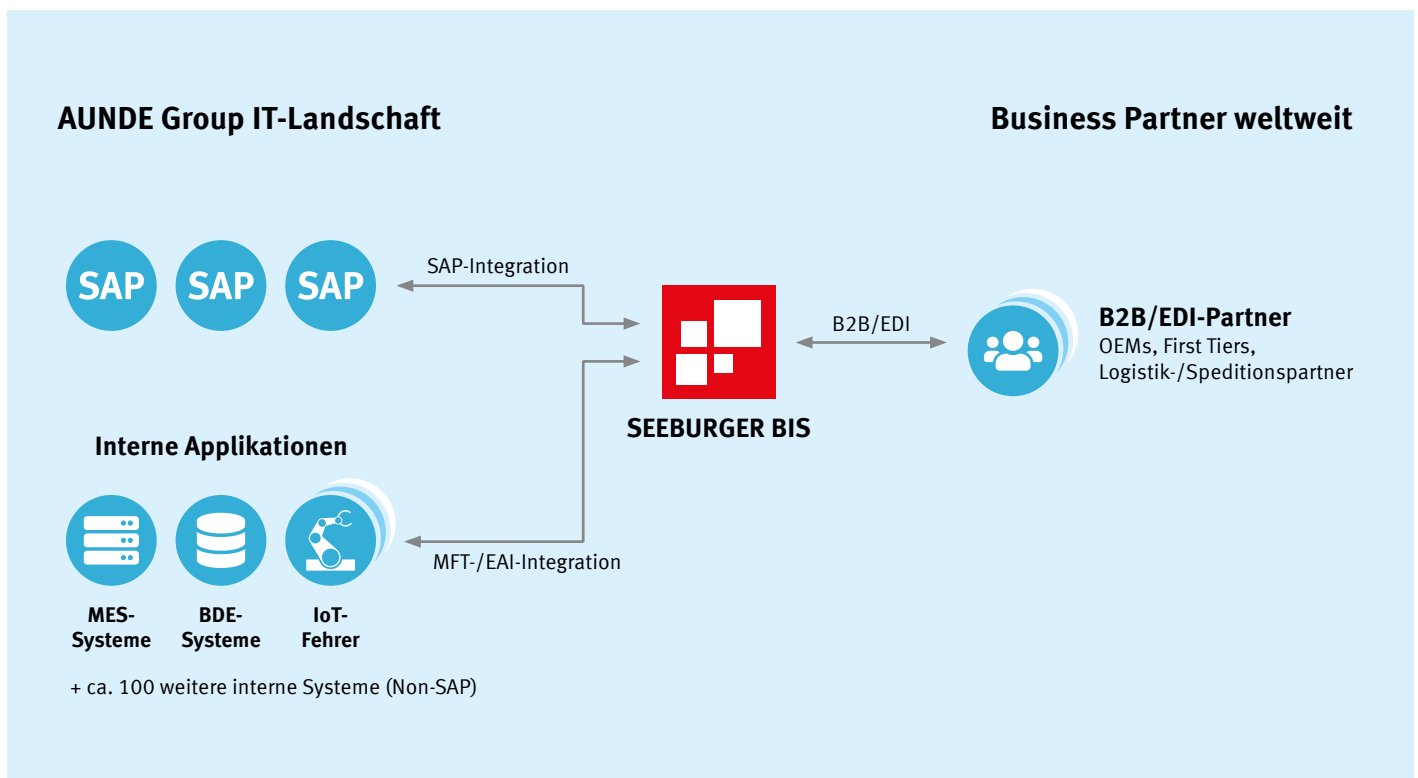 AUNDE Group IT-Landschaft
Business Partner weltweit
SAP
SAP
SAP
SAP-Integration
B2B/EDI
B2B/EDI-Partner
OEMs, First Tiers,
Logistik-/Speditionspartner
SEEBURGER BIS
Interne Applikationen
MFT-/EAI-Integration
MES-
Systeme
BDE-
Systeme
IoT-
Fehrer
+ ca. 100 weitere interne Systeme (Non-SAP)